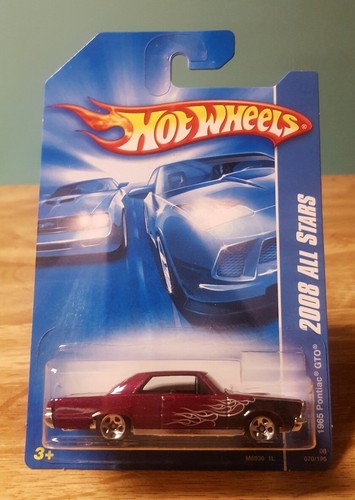 HOT WHEELS
2008 ALL STARS
1965 Pontiac® GTO®
3+